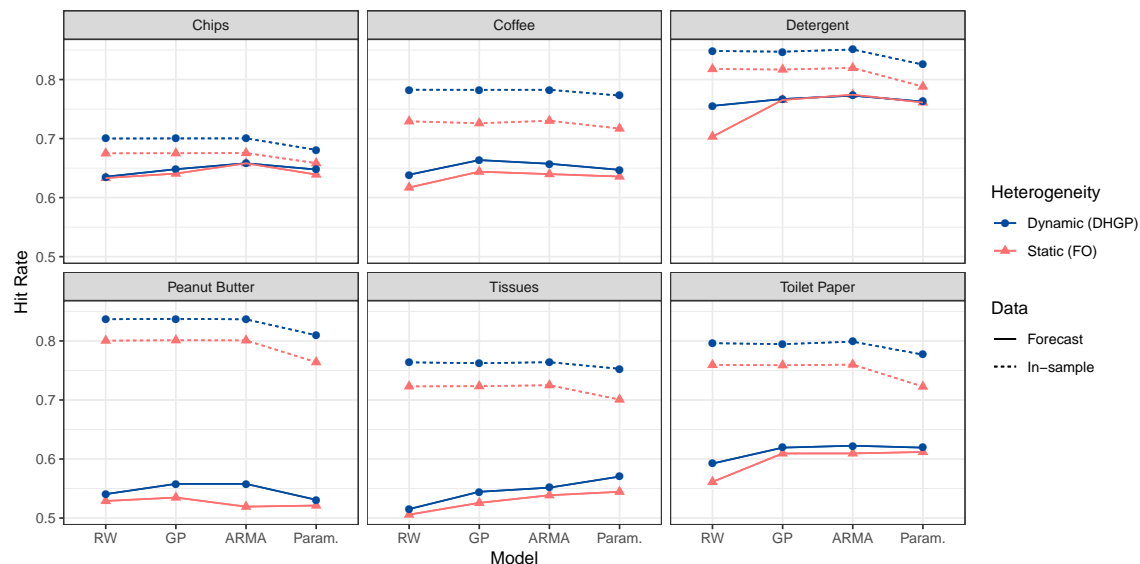 Chips
Coffee
Detergent
0.8
0.7
0.6
0.5
Peanut Butter
Tissues
Toilet Paper
0.8
0.7
0.6
0.5
RW GP ARMA Param.
RW GP ARMA Param.
RW GP ARMA Param.
Model
Hit Rate
Heterogeneity
Dynamic (DHGP)
Static (FO)
Data
Forecast
In−sample